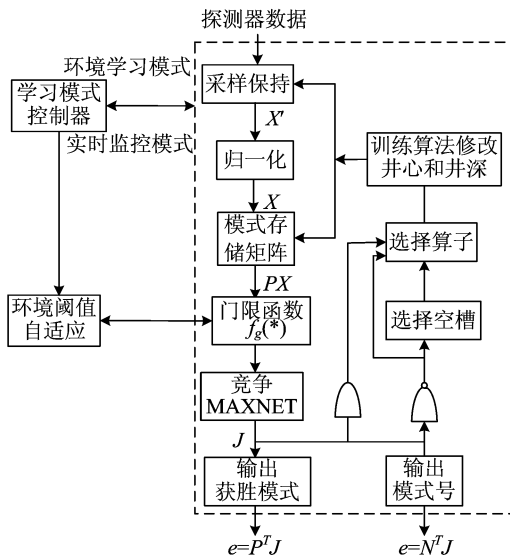 探测器数据
环境学习模式
采样保持
学习模式
控制器
X'
实时监控模式
训练算法修改
井心和井深
归一化
X
模式存
储矩阵
选择算子
PX
环境阈值
自适应
门限函数
f_g(*)
选择空槽
竞争
MAXNET
J
输出
获胜模式
输出
模式号
e=P^TJ
e=N^TJ